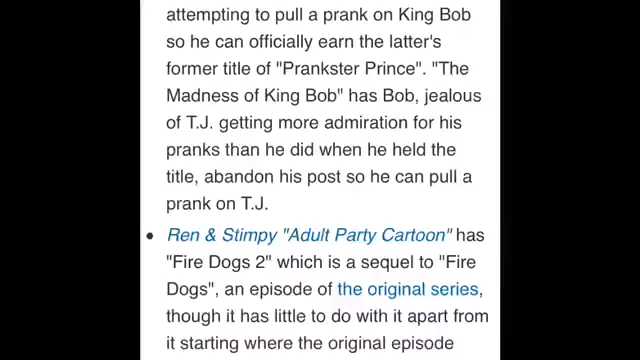 attempting to pull a prank on King Bob
so he can officially earn the latter's
former title of "Prankster Prince". "The
Madness of King Bob" has Bob, jealous
of T.J. getting more admiration for his
pranks than he did when he held the
title, abandon his post so he can pull a
prank on T.J.
• Ren & Stimpy "Adult Party Cartoon" has
"Fire Dogs 2" which is a sequel to "Fire
Dogs", an episode of the original series,
though it has little to do with it apart from
it starting where the original episode